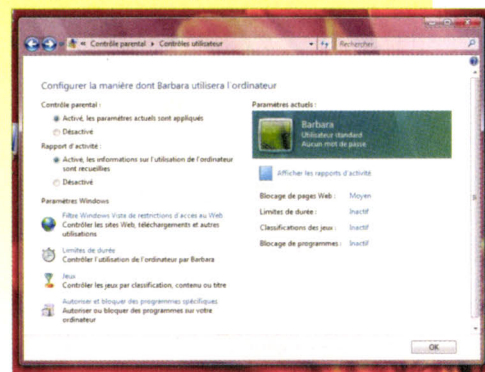 « Contrôle parental ▸ Contrôles utilisateur
Rechercher
Configurer la manière dont Barbara utilisera l'ordinateur
Contrôle parental :
Activé, les paramètres actuels sont appliqués
Désactivé
Rapport d'activité :
Activé, les informations sur l'utilisation de l'ordinateur
sont recueillies
Désactivé
Paramètres Windows
Filtre Windows Vista de restrictions d'accès au Web
Contrôler les sites Web, téléchargements et autres
utilisations
Limites de durée
Contrôler l'utilisation de l'ordinateur par Barbara
Jeux
Contrôler les jeux par classification, contenu ou titre
Autoriser et bloquer des programmes spécifiques
Autoriser ou bloquer des programmes sur votre
ordinateur
Paramètres actuels :
Barbara
Utilisateur standard
Aucun mot de passe
Afficher les rapports d'activité
Blocage de pages Web : Moyen
Limites de durée : Inactif
Classifications des jeux : Inactif
Blocage de programmes : Inactif
OK